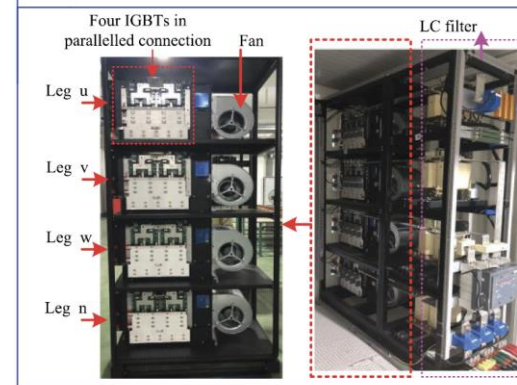 Four IGBTs in
parallelled connection
Fan
LC filter
Leg u
Leg v
Leg w
Leg n